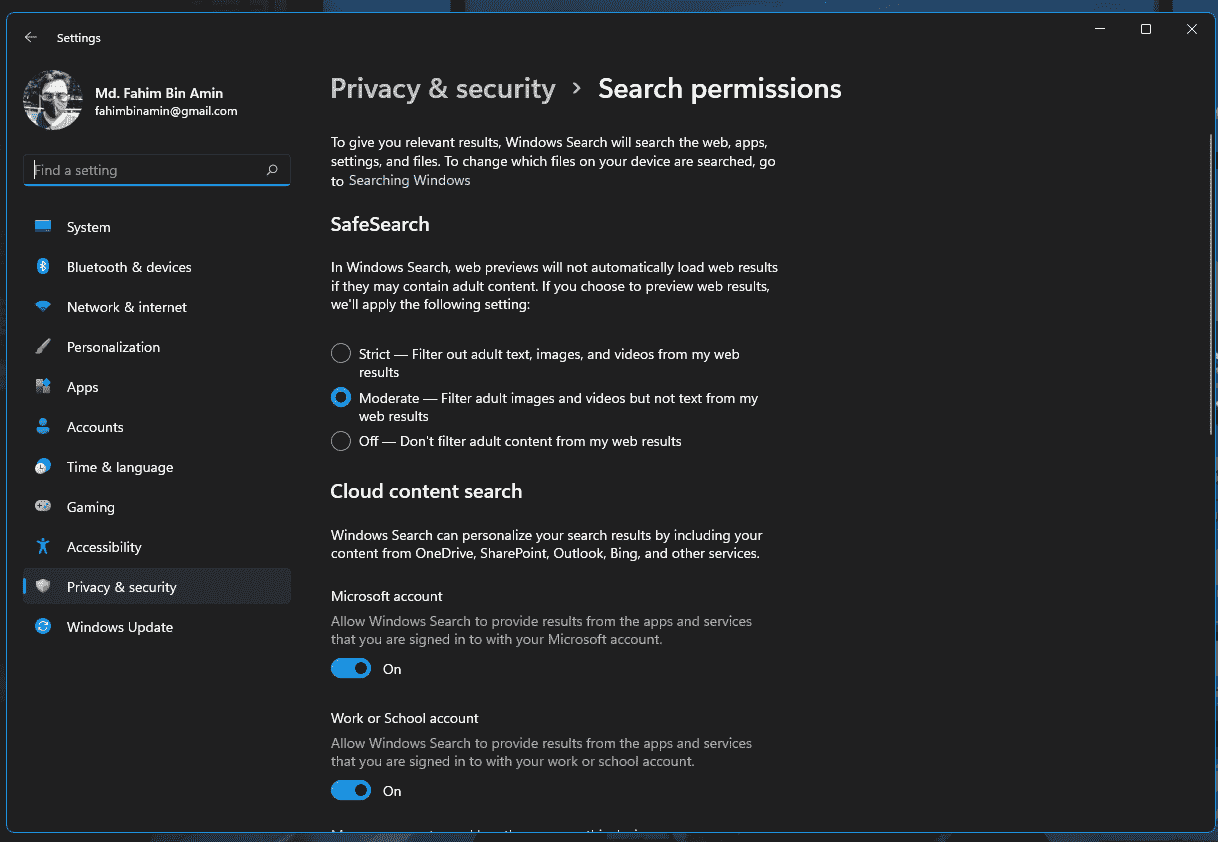 Settings
Md. Fahim Bin Amin
fahimbinamin@gmail.com
Find a setting
System
Bluetooth & devices
Network & internet
Personalization
Apps
Accounts
Time & language
Gaming
Accessibility
Privacy & security
Windows Update
Privacy & security › Search permissions
To give you relevant results, Windows Search will search the web, apps,
settings, and files. To change which files on your device are searched, go
to Searching Windows
SafeSearch
In Windows Search, web previews will not automatically load web results
if they may contain adult content. If you choose to preview web results,
we'll apply the following setting:
Strict — Filter out adult text, images, and videos from my web
results
Moderate — Filter adult images and videos but not text from my
web results
Off — Don't filter adult content from my web results
Cloud content search
Windows Search can personalize your search results by including your
content from OneDrive, SharePoint, Outlook, Bing, and other services.
Microsoft account
Allow Windows Search to provide results from the apps and services
that you are signed in to with your Microsoft account.
On
Work or School account
Allow Windows Search to provide results from the apps and services
that you are signed in to with your work or school account.
On